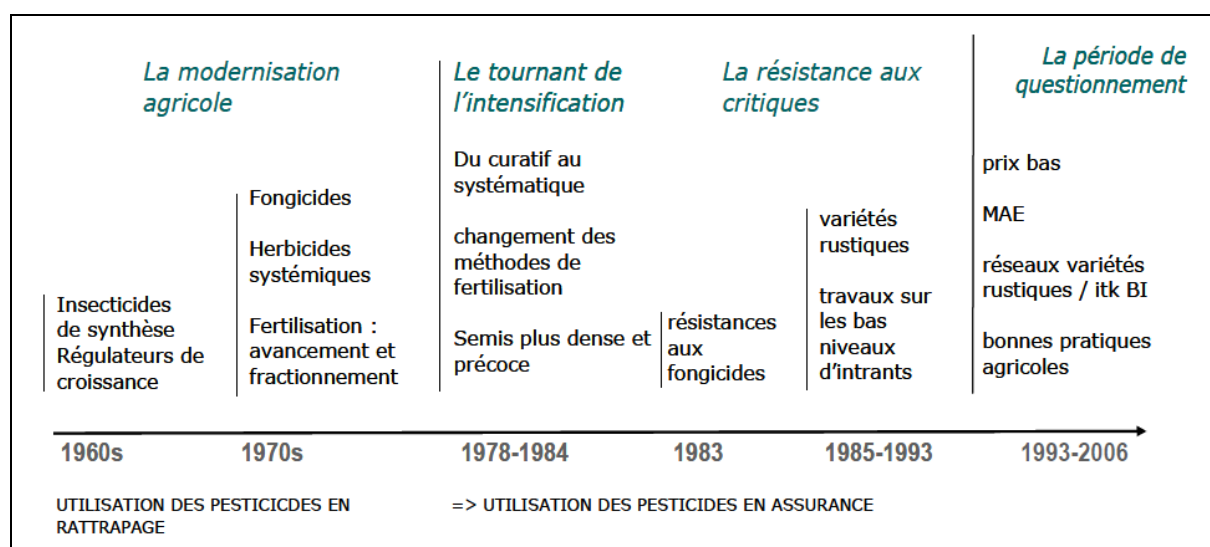 La modernisation
agricole
Le tournant de
l'intensification
La résistance aux
critiques
La période de
questionnement
Insecticides
de synthèse
Régulateurs de
croissance
Fongicides
Herbicides
systémiques
Fertilisation :
avancement et
fractionnement
Du curatif au
systématique
changement des
méthodes de
fertilisation
Semis plus dense et
précoce
résistances
aux
fongicides
variétés
rustiques
travaux sur
les bas
niveaux
d'intrants
prix bas
MAE
réseaux variétés
rustiques / itk BI
bonnes pratiques
agricoles
1960s
1970s
1978-1984
1983
1985-1993
1993-2006
UTILISATION DES PESTICICDES EN
RATTRAPAGE
=> UTILISATION DES PESTICIDES EN ASSURANCE